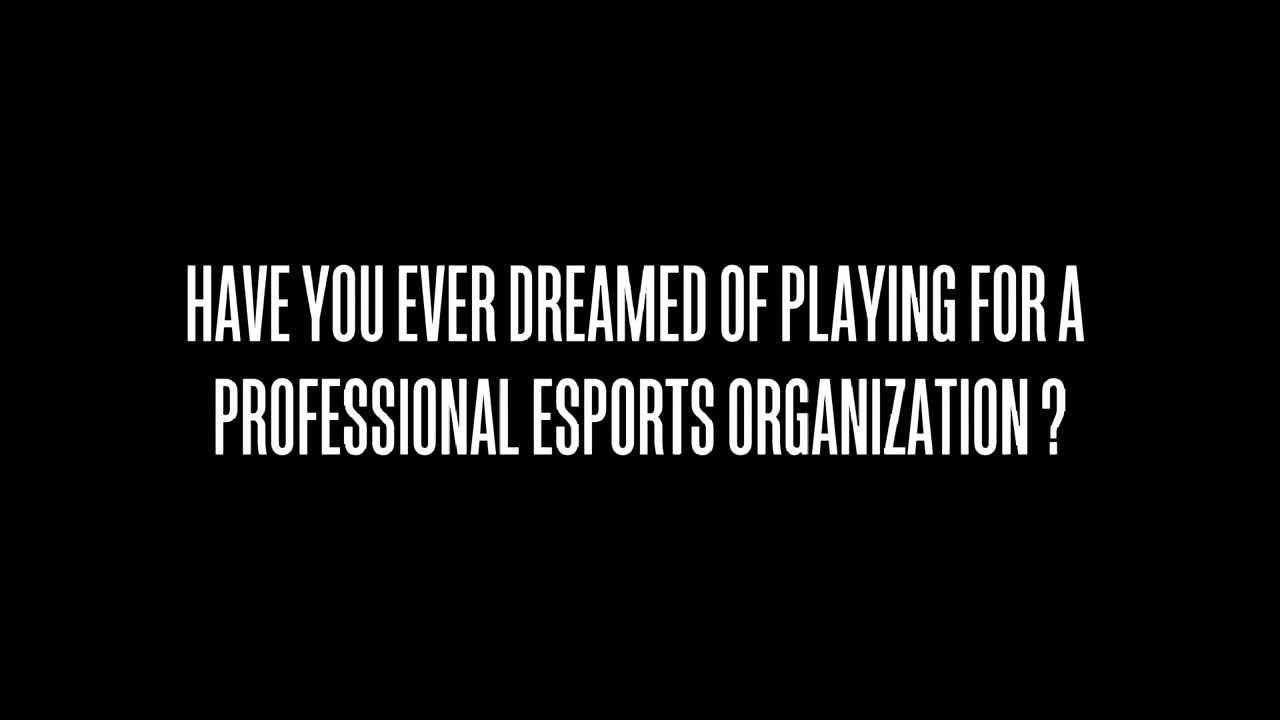 HAVE YOU EVER DREAMED OF PLAYING FOR A
PROFESSIONAL ESPORTS ORGANIZATION ?